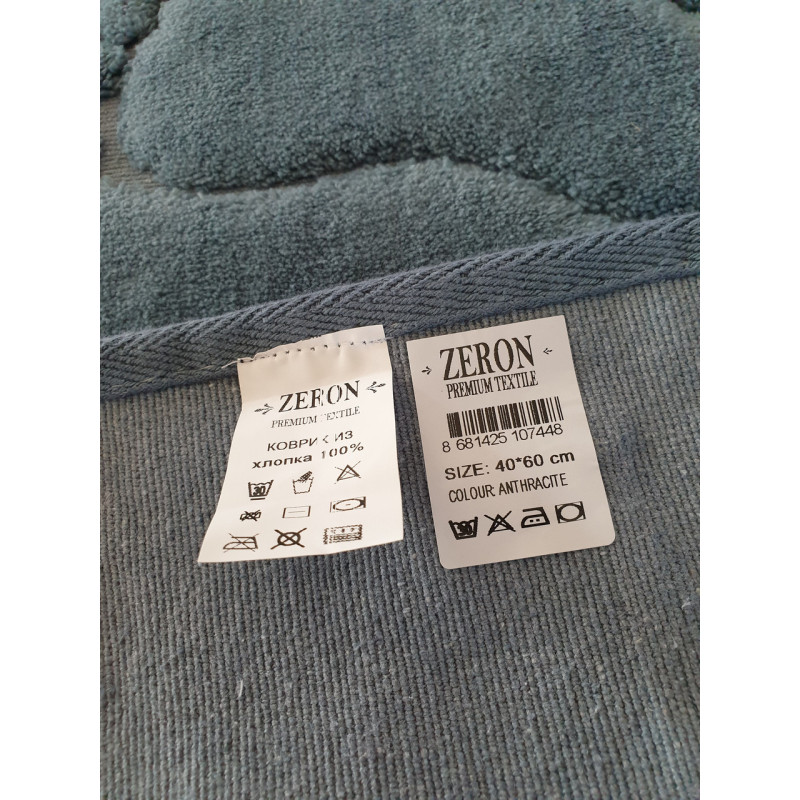 ZERON
PREMIUM TEXTILE
КОВРИК ИЗ
хлопка 100%
30
ZERON
PREMIUM TEXTILE
8 681425 107448
SIZE: 40*60 cm
COLOUR: ANTHRACITE
30